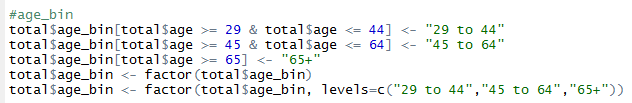 #age_bin
total$age_bin[total$age >= 29 & total$age <= 44] <- "29 to 44"
total$age_bin[total$age >= 45 & total$age <= 64] <- "45 to 64"
total$age_bin[total$age >= 65] <- "65+"
total$age_bin <- factor(total$age_bin)
total$age_bin <- factor(total$age_bin, levels=c("29 to 44","45 to 64","65+"))